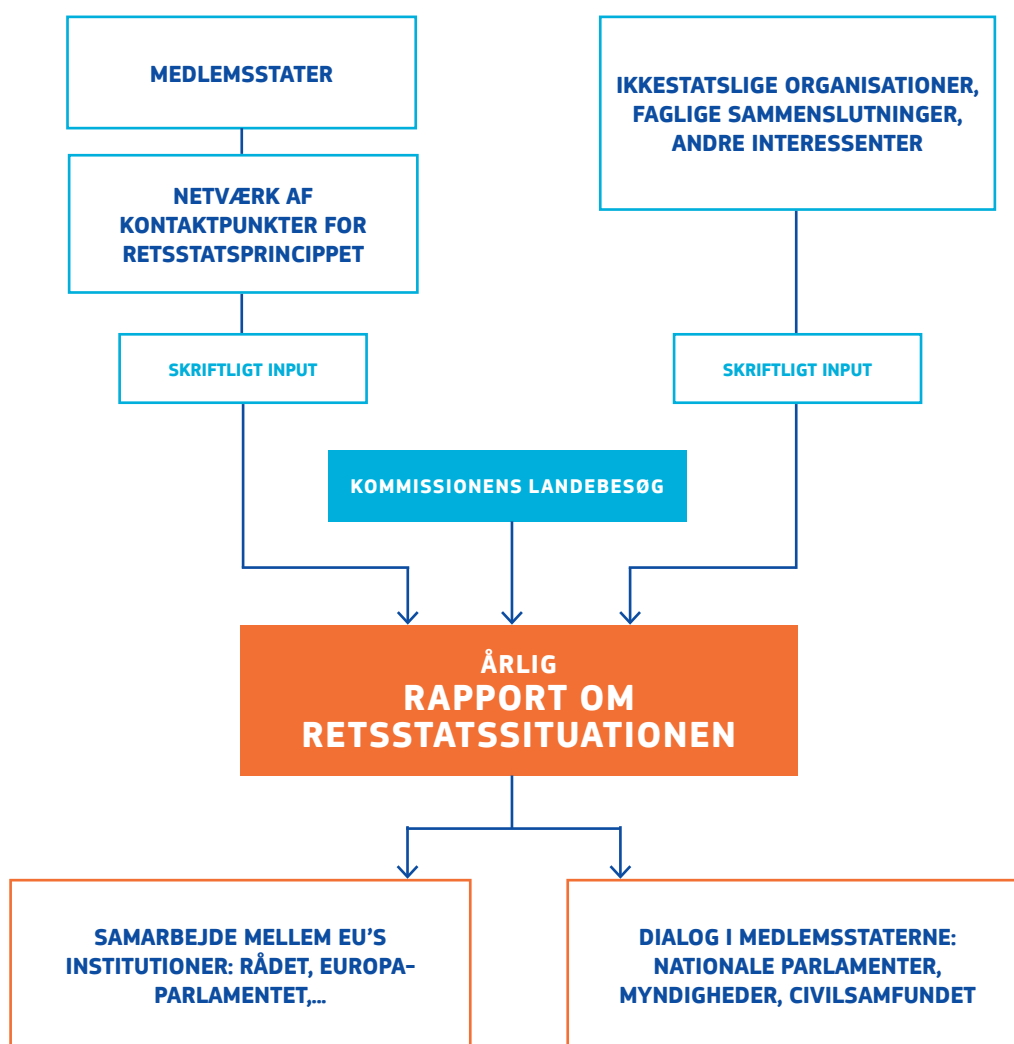 MEDLEMSSTATER
IKKESTATSLIGE ORGANISATIONER,
FAGLIGE SAMMENSLUTNINGER,
ANDRE INTERESSENTER
NETVÆRK AF
KONTAKTPUNKTER FOR
RETSSTATSPRINCIPPET
SKRIFTLIGT INPUT
SKRIFTLIGT INPUT
KOMMISSIONENS LANDEBESØG
ÅRLIG
RAPPORT OM
RETSSTATSSITUATIONEN
SAMARBEJDE MELLEM EU'S
INSTITUTIONER: RÅDET, EUROPA-
PARLAMENTET,...
DIALOG I MEDLEMSSTATERNE:
NATIONALE PARLAMENTER,
MYNDIGHEDER, CIVILSAMFUNDET